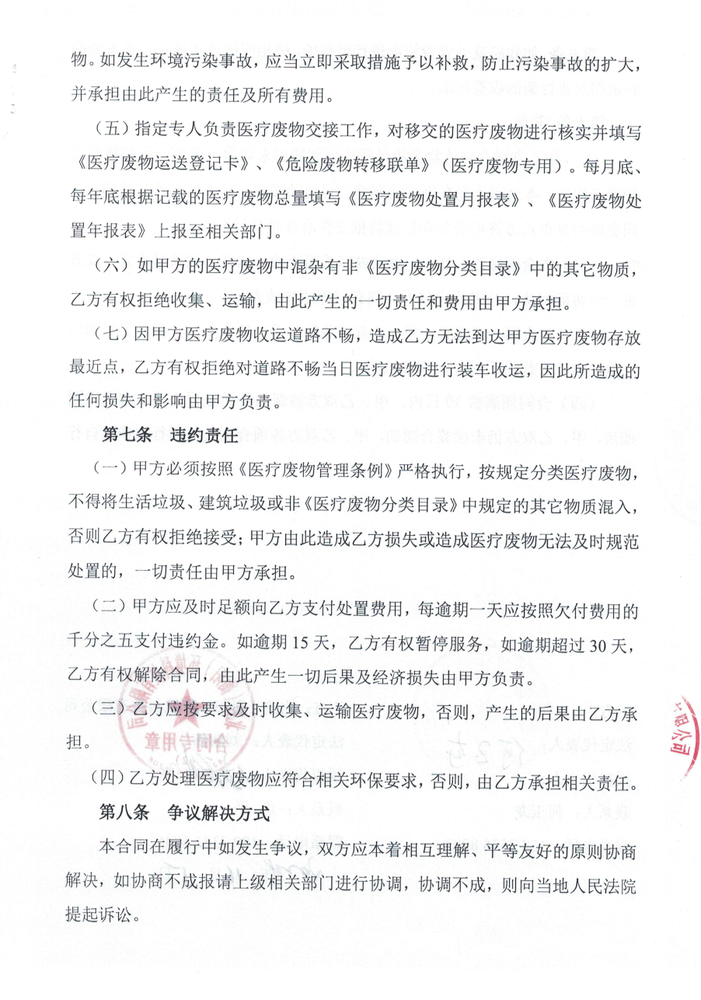 物。如发生环境污染事故，应当立即采取措施予以补救，防止污染事故的扩大，
并承担由此产生的责任及所有费用。
（五）指定专人负责医疗废物交接工作，对移交的医疗废物进行核实并填写
《医疗废物运送登记卡》、《危险废物转移联单》（医疗废物专用）。每月底、
每年底根据记载的医疗废物总量填写《医疗废物处置月报表》、《医疗废物处
置年报表》上报至相关部门。
（六）如甲方的医疗废物中混杂有非《医疗废物分类目录》中的其它物质，
乙方有权拒绝收集、运输，由此产生的一切责任和费用由甲方承担。
（七）因甲方医疗废物收运道路不畅，造成乙方无法到达甲方医疗废物存放
最近点，乙方有权拒绝对道路不畅当日医疗废物进行装车收运，因此所造成的
任何损失和影响由甲方负责。
第七条　违约责任
（一）甲方必须按照《医疗废物管理条例》严格执行，按规定分类医疗废物，
不得将生活垃圾、建筑垃圾或非《医疗废物分类目录》中规定的其它物质混入，
否则乙方有权拒绝接受；甲方由此造成乙方损失或造成医疗废物无法及时规范
处置的，一切责任由甲方承担。
（二）甲方应及时足额向乙方支付处置费用，每逾期一天应按照欠付费用的
千分之五支付违约金。如逾期 15 天，乙方有权暂停服务，如逾期超过 30 天，
乙方有权解除合同，由此产生一切后果及经济损失由甲方负责。
（三）乙方应按要求及时收集、运输医疗废物，否则，产生的后果由乙方承
担。
（四）乙方处理医疗废物应符合相关环保要求，否则，由乙方承担相关责任。
第八条　争议解决方式
本合同在履行中如发生争议，双方应本着相互理解、平等友好的原则协商
解决，如协商不成报请上级相关部门进行协调，协调不成，则向当地人民法院
提起诉讼。
公司
合同专用章